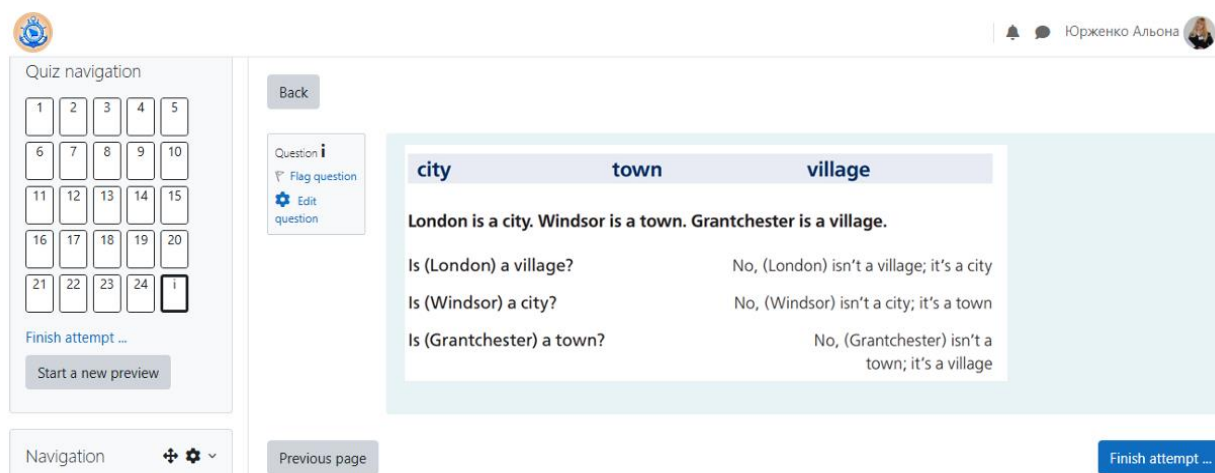 Юрженко Альона
Quiz navigation
1 2 3 4 5
6 7 8 9 10
11 12 13 14 15
16 17 18 19 20
21 22 23 24 i
Finish attempt ...
Start a new preview
Navigation
Back
Question i
Flag question
Edit
question
city town village
London is a city. Windsor is a town. Grantchester is a village.
Is (London) a village? No, (London) isn't a village; it's a city
Is (Windsor) a city? No, (Windsor) isn't a city; it's a town
Is (Grantchester) a town? No, (Grantchester) isn't a
town; it's a village
Previous page
Finish attempt ...